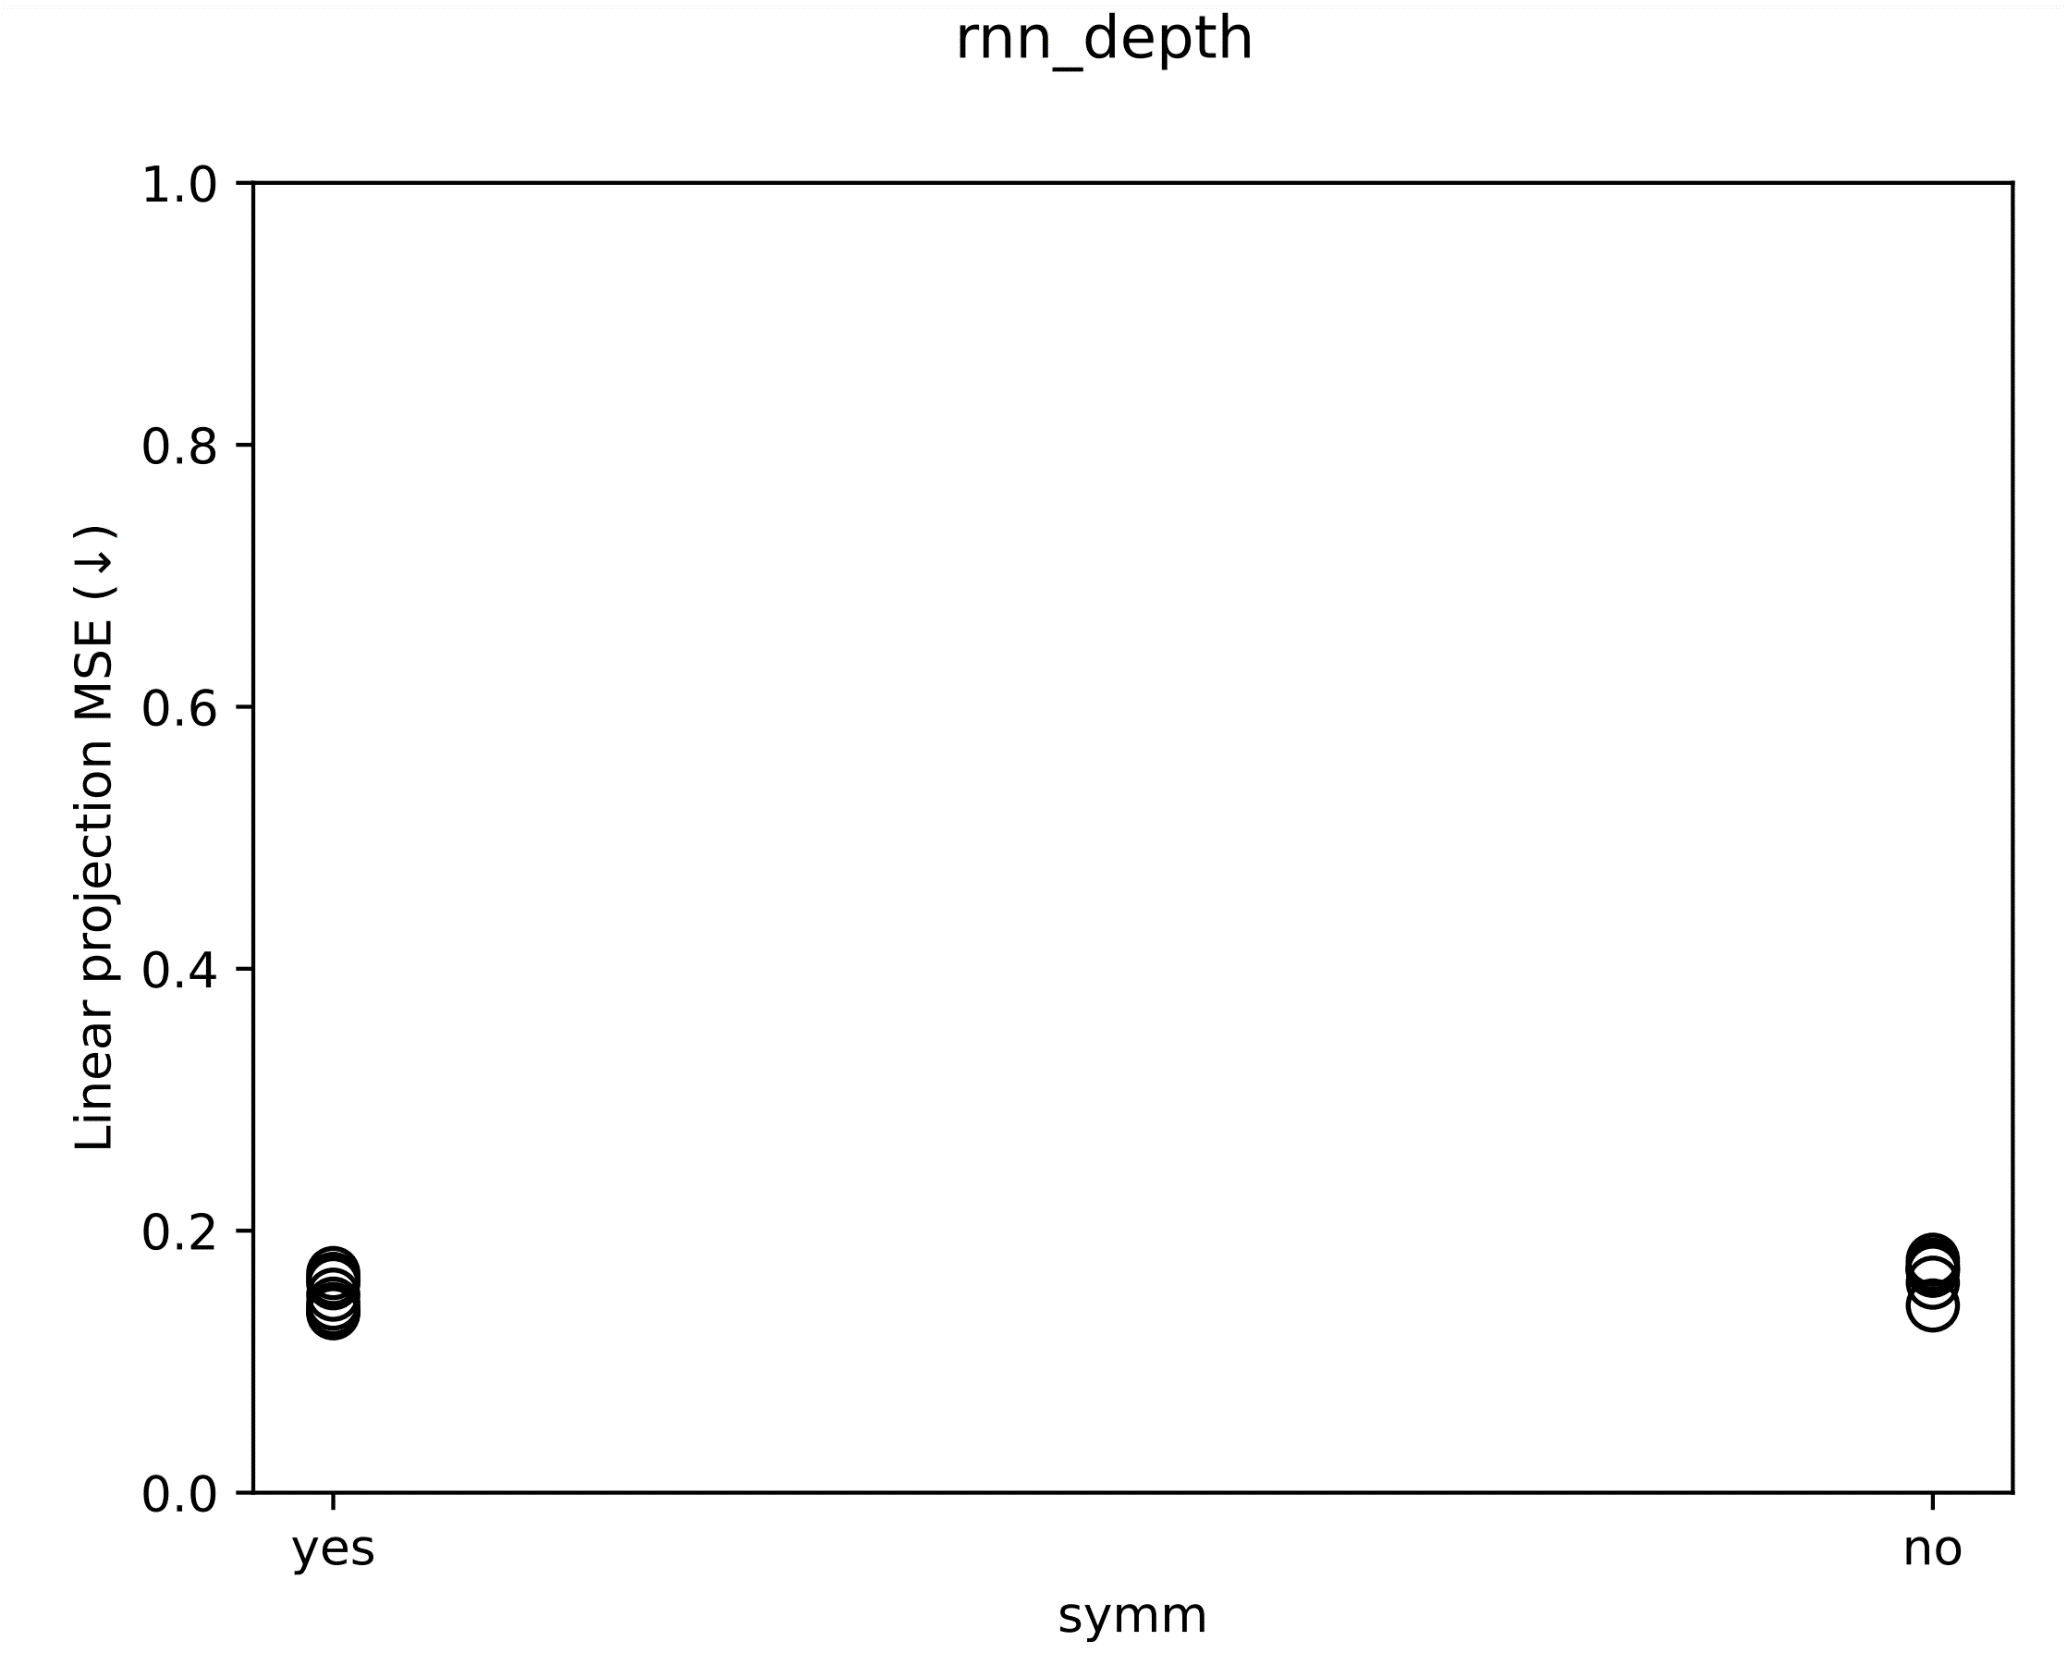 rnn_depth
1.0
0.8
0.6
0.4
0.2
0.0
Linear projection MSE (↓)
yes
no
symm